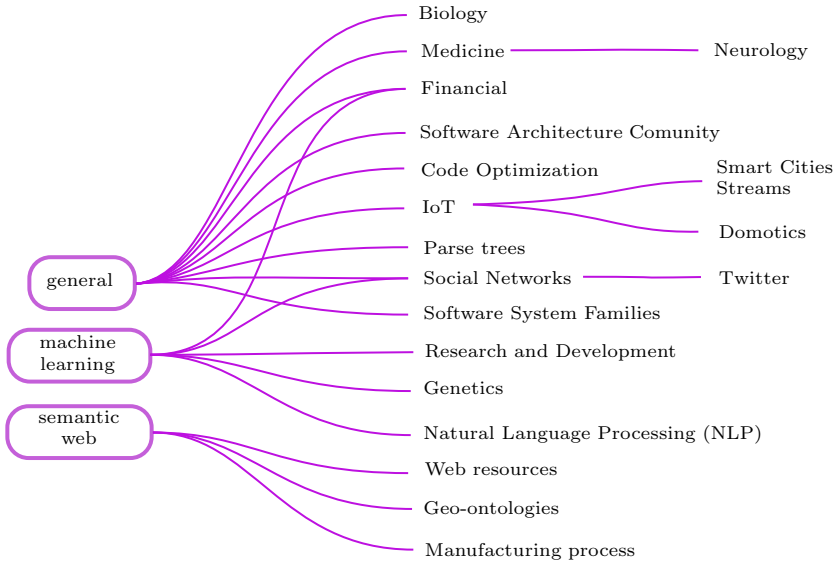 Biology
Medicine
Neurology
Financial
Software Architecture Comunity
Code Optimization
Smart Cities
Streams
IoT
Domotics
Parse trees
general
Social Networks
Twitter
Software System Families
machine
learning
Research and Development
Genetics
semantic
web
Natural Language Processing (NLP)
Web resources
Geo-ontologies
Manufacturing process